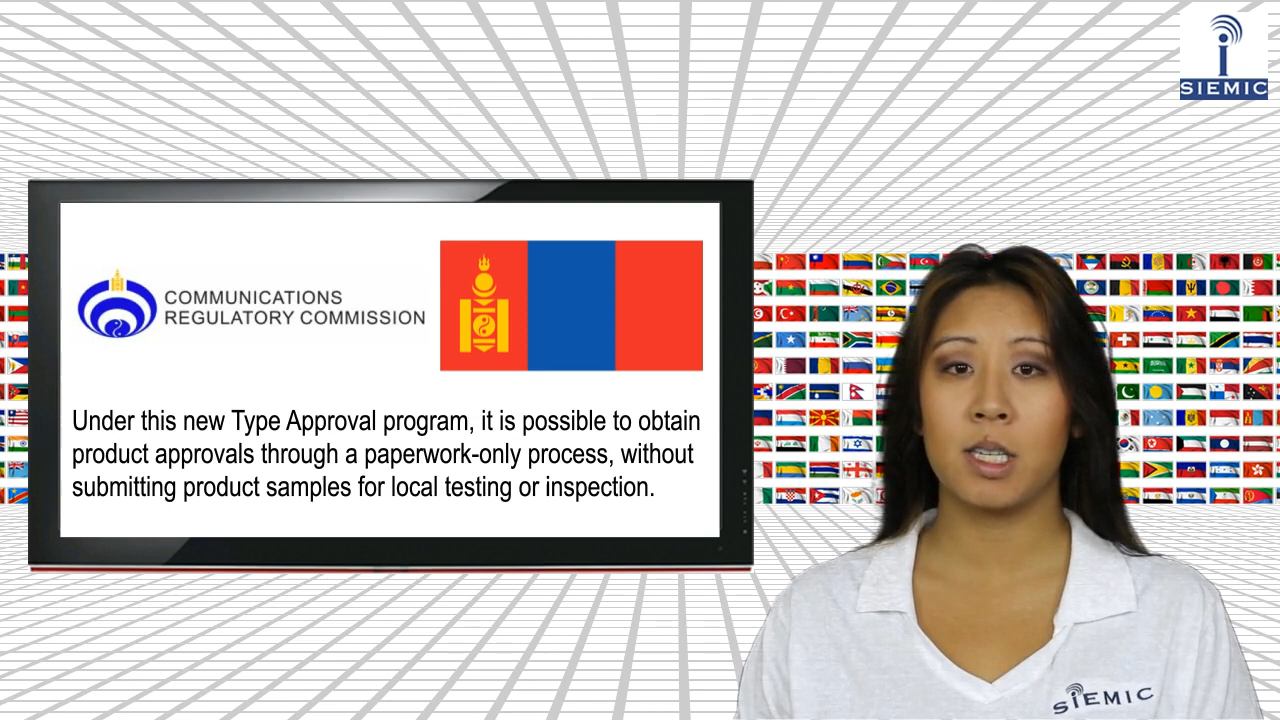 SIEMIC
COMMUNICATIONS
REGULATORY COMMISSION
Under this new Type Approval program, it is possible to obtain
product approvals through a paperwork-only process, without
submitting product samples for local testing or inspection.
SIEMIC